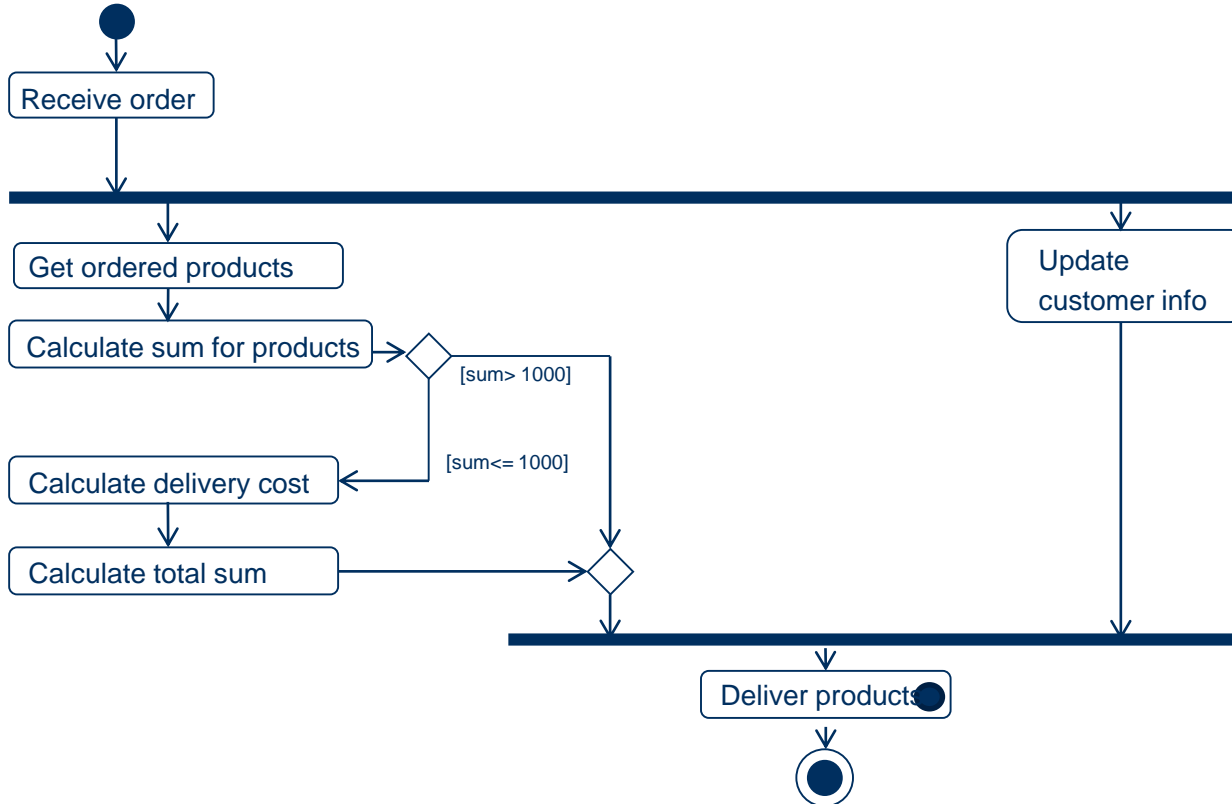 Receive order
Get ordered products
Update
customer info
Calculate sum for products
[sum> 1000]
[sum<= 1000]
Calculate delivery cost
Calculate total sum
Deliver products